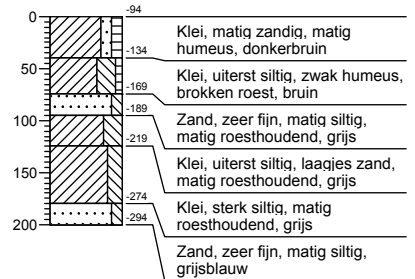 0
50
100
150
200
-94
-134
-169
-189
-219
-274
-294
Klei, matig zandig, matig
humeus, donkerbruin
Klei, uiterst siltig, zwak humeus,
brokken roest, bruin
Zand, zeer fijn, matig siltig,
matig roesthoudend, grijs
Klei, uiterst siltig, laagjes zand,
matig roesthoudend, grijs
Klei, sterk siltig, matig
roesthoudend, grijs
Zand, zeer fijn, matig siltig,
grijsblauw